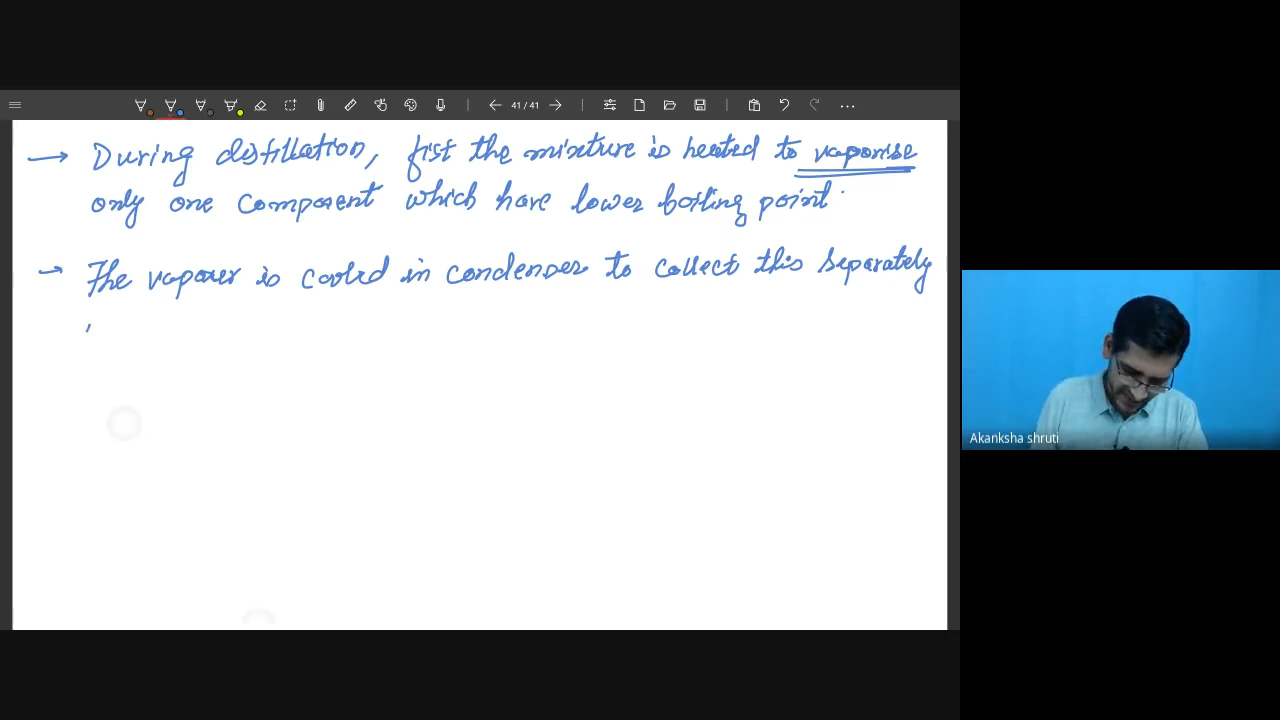 41 / 41
→ During distillation, fist the mixture is heated to vaporise
only one component which have lower boiling point.
→ The vapour is cooled in condenser to collect this separately
Akanksha shruti